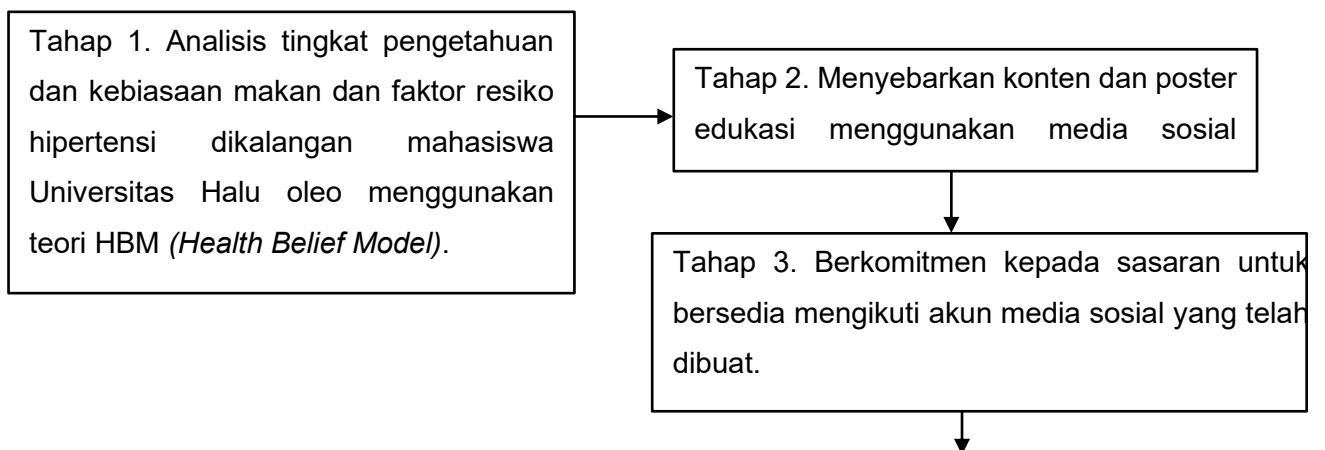 Tahap 1. Analisis tingkat pengetahuan
dan kebiasaan makan dan faktor resiko
hipertensi dikalangan mahasiswa
Universitas Halu oleo menggunakan
teori HBM (Health Belief Model).
Tahap 2. Menyebarkan konten dan poster
edukasi menggunakan media sosial
Tahap 3. Berkomitmen kepada sasaran untuk
bersedia mengikuti akun media sosial yang telah
dibuat.